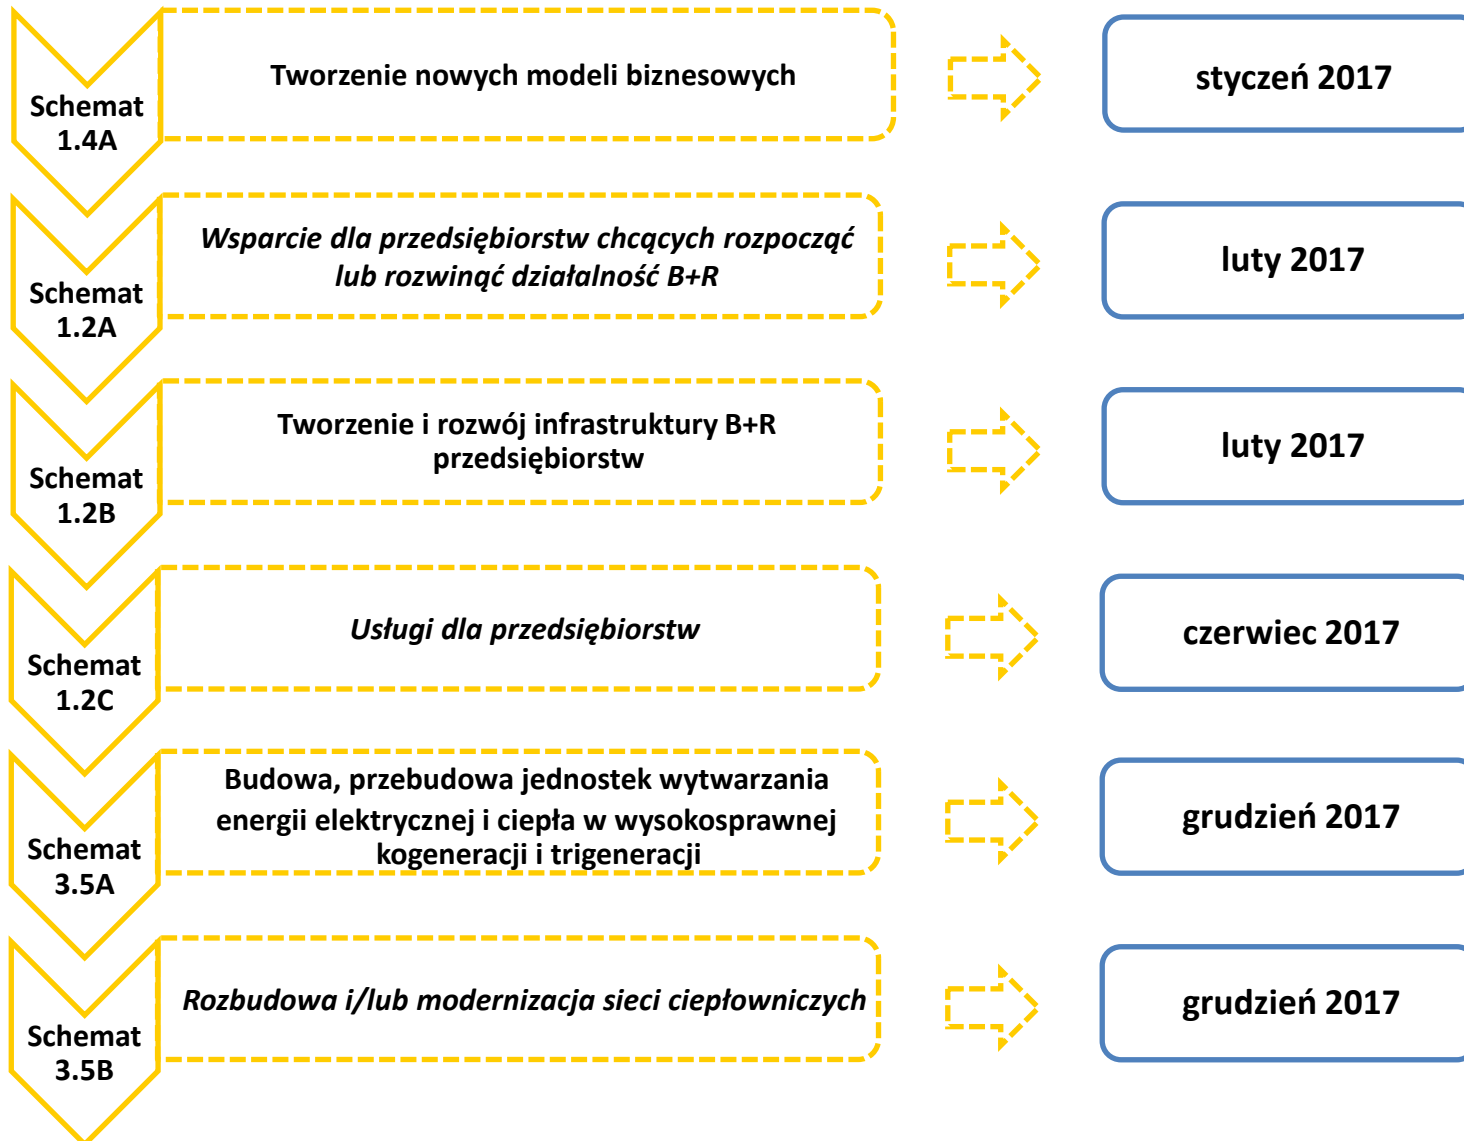 Schemat
1.4A
Tworzenie nowych modeli biznesowych
styczeń 2017
Schemat
1.2A
Wsparcie dla przedsiębiorstw chcących rozpocząć
lub rozwinąć działalność B+R
luty 2017
Schemat
1.2B
Tworzenie i rozwój infrastruktury B+R
przedsiębiorstw
luty 2017
Schemat
1.2C
Usługi dla przedsiębiorstw
czerwiec 2017
Schemat
3.5A
Budowa, przebudowa jednostek wytwarzania
energii elektrycznej i ciepła w wysokosprawnej
kogeneracji i trigeneracji
grudzień 2017
Schemat
3.5B
Rozbudowa i/lub modernizacja sieci ciepłowniczych
grudzień 2017